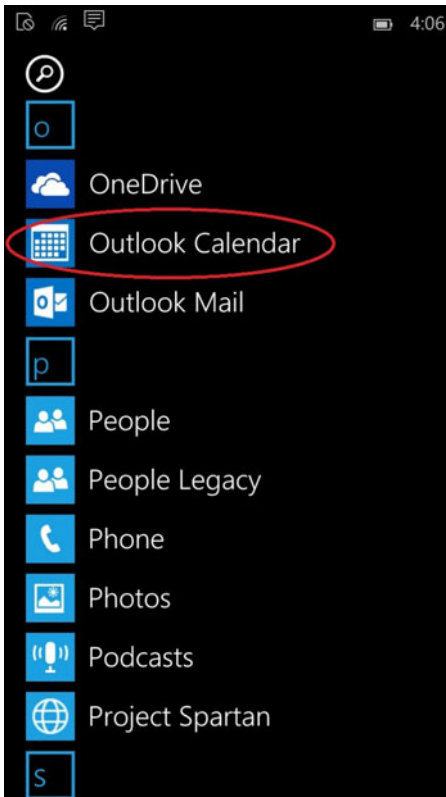 4:06
o
OneDrive
Outlook Calendar
Outlook Mail
p
People
People Legacy
Phone
Photos
Podcasts
Project Spartan
s